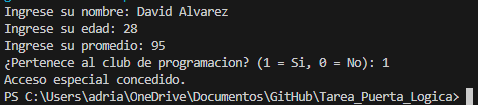 Ingrese su nombre: David Alvarez
Ingrese su edad: 28
Ingrese su promedio: 95
¿Pertenece al club de programacion? (1 = Si, 0 = No): 1
Acceso especial concedido.
PS C:\Users\adria\OneDrive\Documentos\GitHub\Tarea_Puerta_Logica>